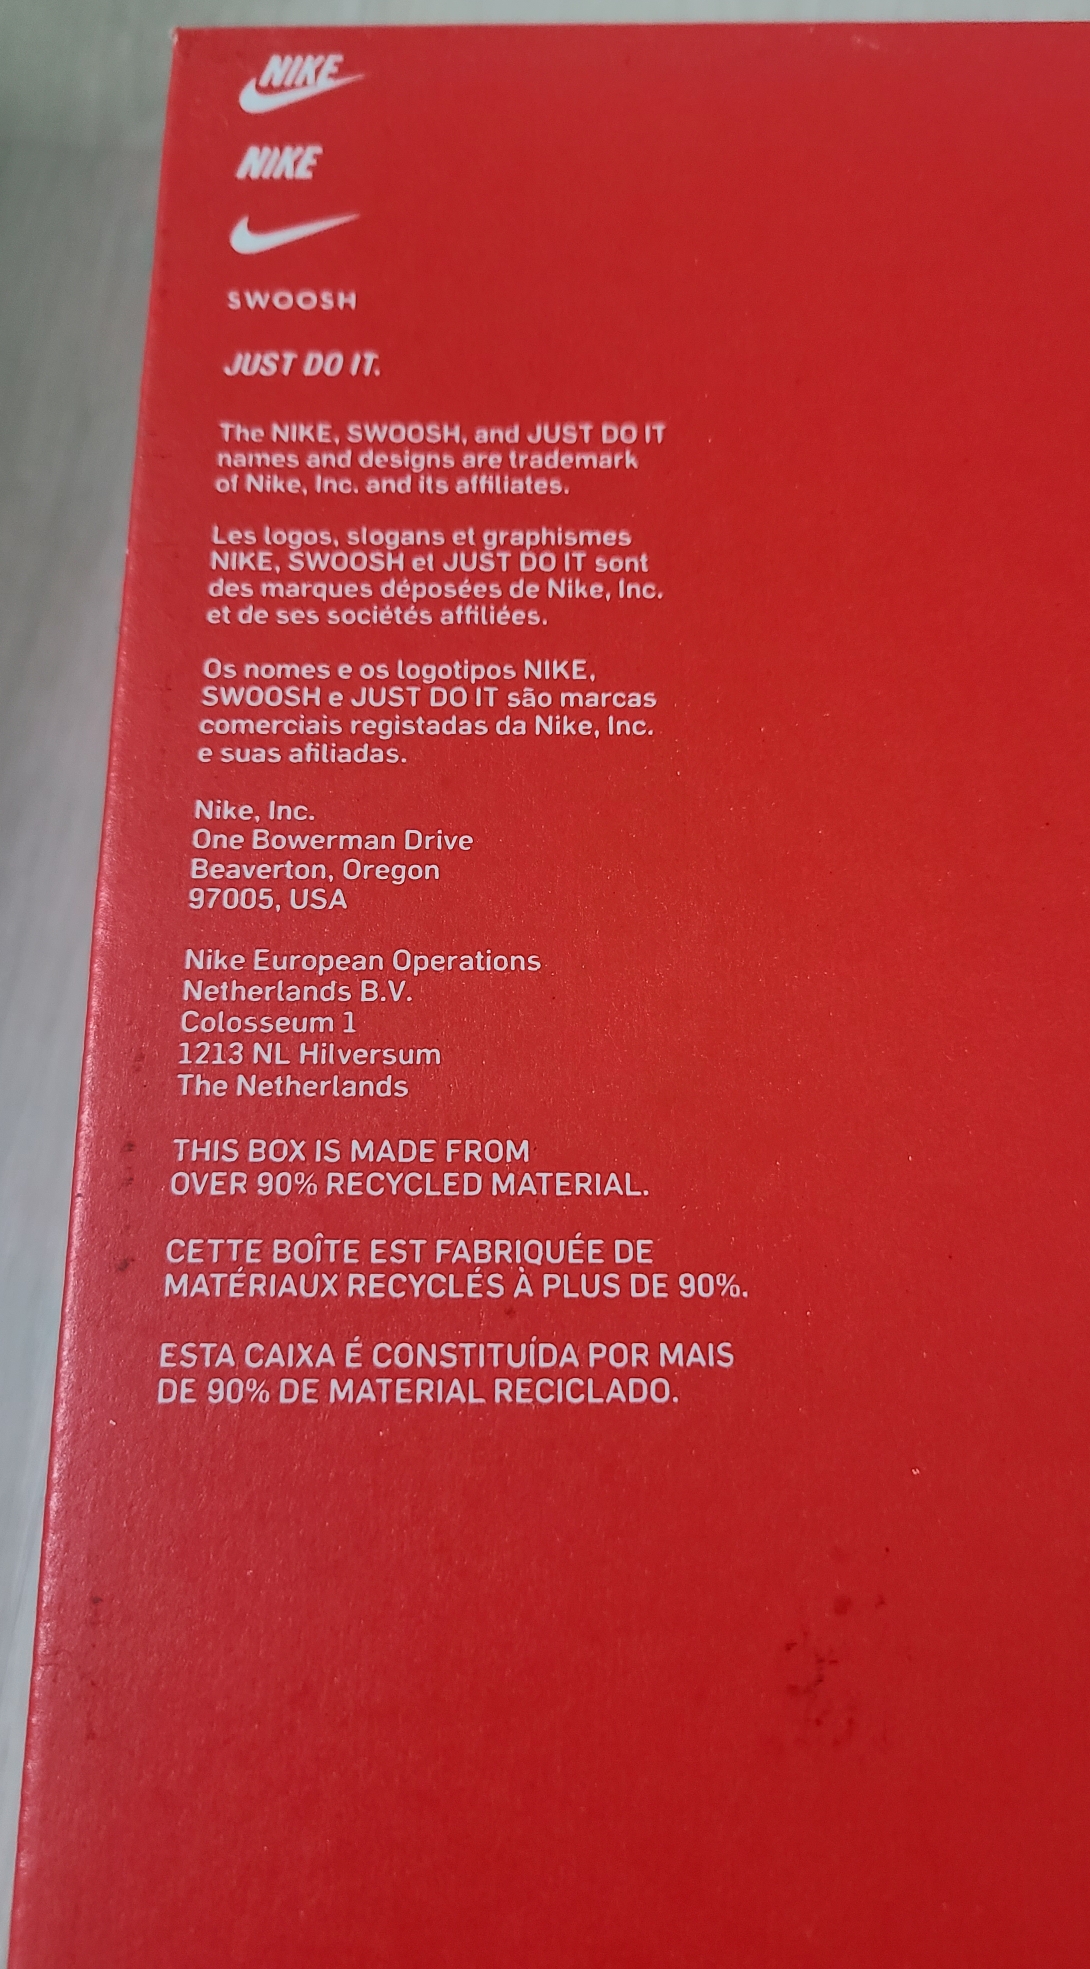 NIKE
NIKE
SWOOSH
JUST DO IT.
The NIKE, SWOOSH, and JUST DO IT
names and designs are trademark
of Nike, Inc. and its affiliates.
Les logos, slogans et graphismes
NIKE, SWOOSH et JUST DO IT sont
des marques déposées de Nike, Inc.
et de ses sociétés affiliées.
Os nomes e os logotipos NIKE,
SWOOSH e JUST DO IT são marcas
comerciais registadas da Nike, Inc.
e suas afiliadas.
Nike, Inc.
One Bowerman Drive
Beaverton, Oregon
97005, USA
Nike European Operations
Netherlands B.V.
Colosseum 1
1213 NL Hilversum
The Netherlands
THIS BOX IS MADE FROM
OVER 90% RECYCLED MATERIAL.
CETTE BOÎTE EST FABRIQUÉE DE
MATÉRIAUX RECYCLÉS À PLUS DE 90%.
ESTA CAIXA É CONSTITUÍDA POR MAIS
DE 90% DE MATERIAL RECICLADO.